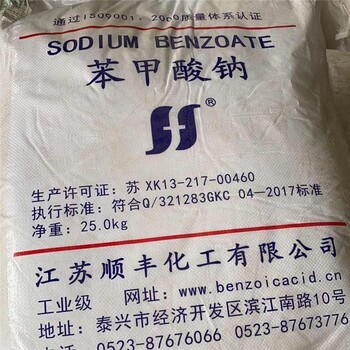 通过ISO9001:2000质量体系认证
SODIUM BENZOATE
苯甲酸钠
®
生产许可证：苏 XK13-217-00460
执行标准：符合Q/321283GKC 04—2017标准
净重：25.0kg
江苏顺丰化工有限公司
工业级 网址：www.benzoicacid.cn
地址：泰兴市经济开发区滨江南路10号
电话：0523-87676066 0523-87673776